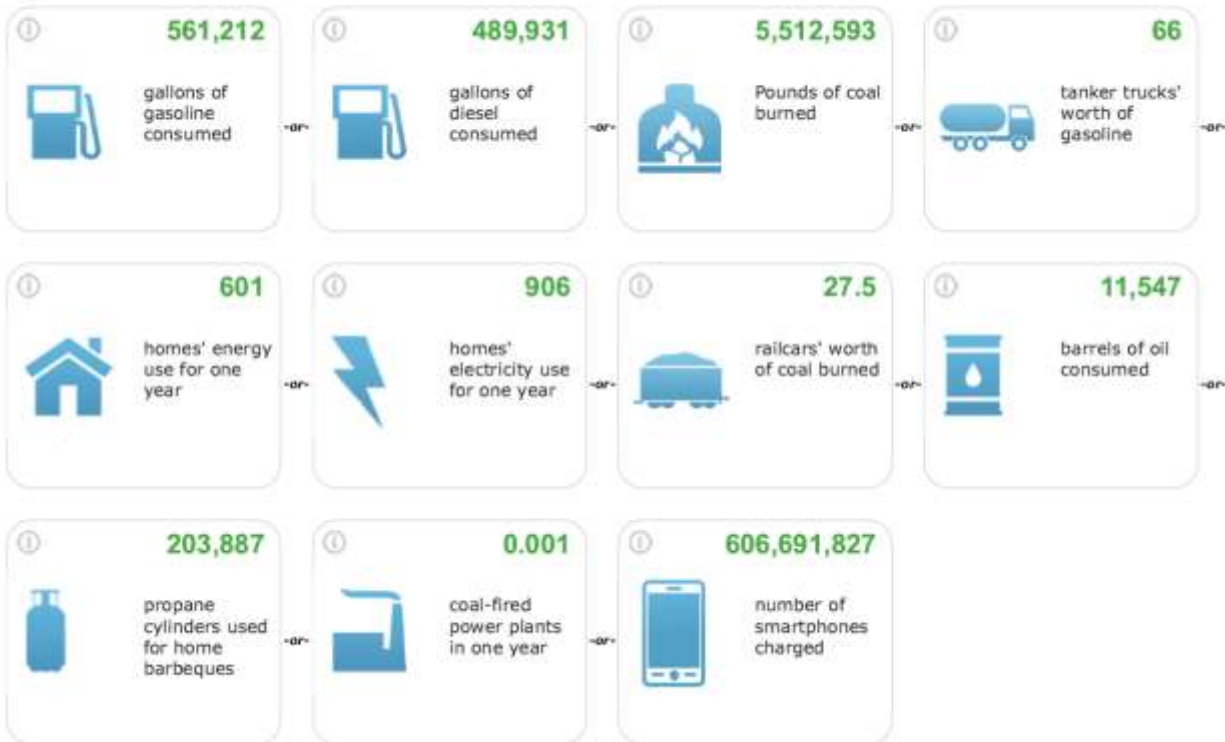 561,212
gallons of
gasoline
consumed
-or-
489,931
gallons of
diesel
consumed
-or-
5,512,593
Pounds of coal
burned
-or-
66
tanker trucks'
worth of
gasoline
-or-
601
homes' energy
use for one
year
-or-
906
homes'
electricity use
for one year
-or-
27.5
railcars' worth
of coal burned
-or-
11,547
barrels of oil
consumed
-or-
203,887
propane
cylinders used
for home
barbeques
-or-
0.001
coal-fired
power plants
in one year
-or-
606,691,827
number of
smartphones
charged